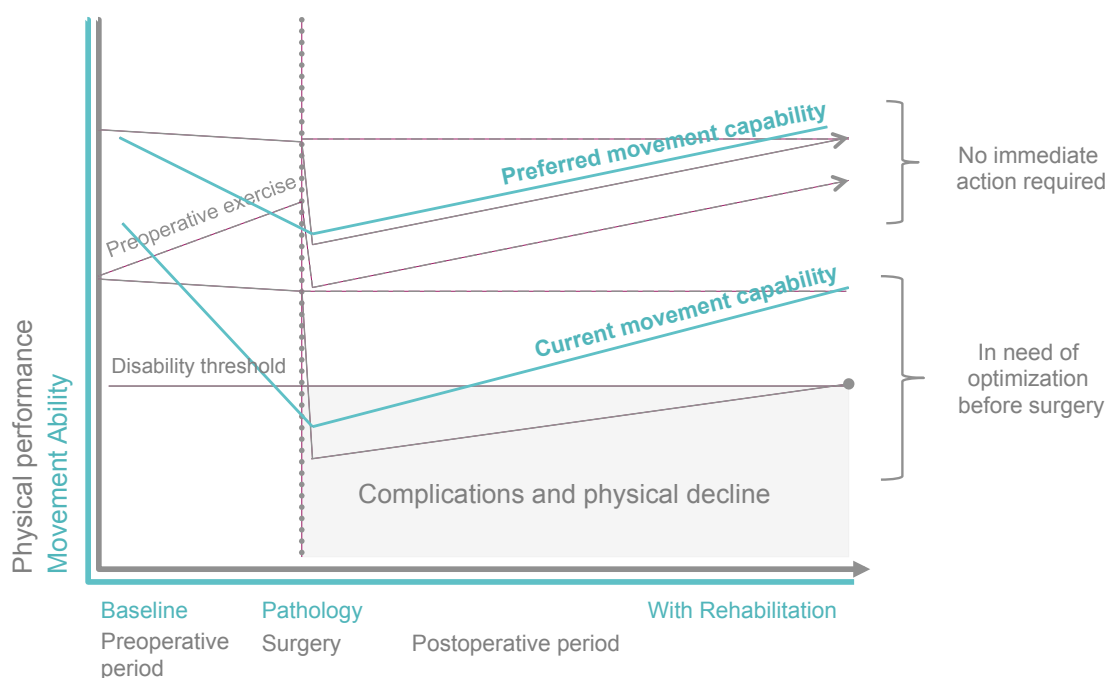 Physical performance
Movement Ability
Preoperative exercise
Preferred movement capability
No immediate
action required
Disability threshold
Current movement capability
In need of
optimization
before surgery
Complications and physical decline
Baseline
Pathology
With Rehabilitation
Preoperative
period
Surgery
Postoperative period